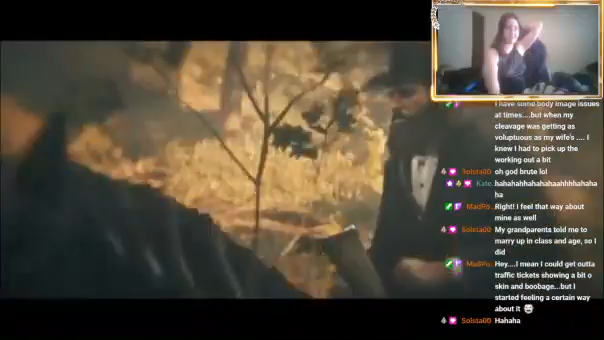 I have some body image issues
at times....but when my
cleavage was getting as
voluptuous as my wife's .... I
knew I had to pick up the
working out a bit
Solsta00 oh god brute lol
Kate. hahahahhahahahaahhhhahaha
ha
MadPo.. Right! I feel that way about
mine as well
Solsta00 My grandparents told me to
marry up in class and age, so I
did
MadPo.. Hey....I mean I could get outta
traffic tickets showing a bit o
skin and boobage...but I
started feeling a certain way
about it
Solsta00 Hahaha